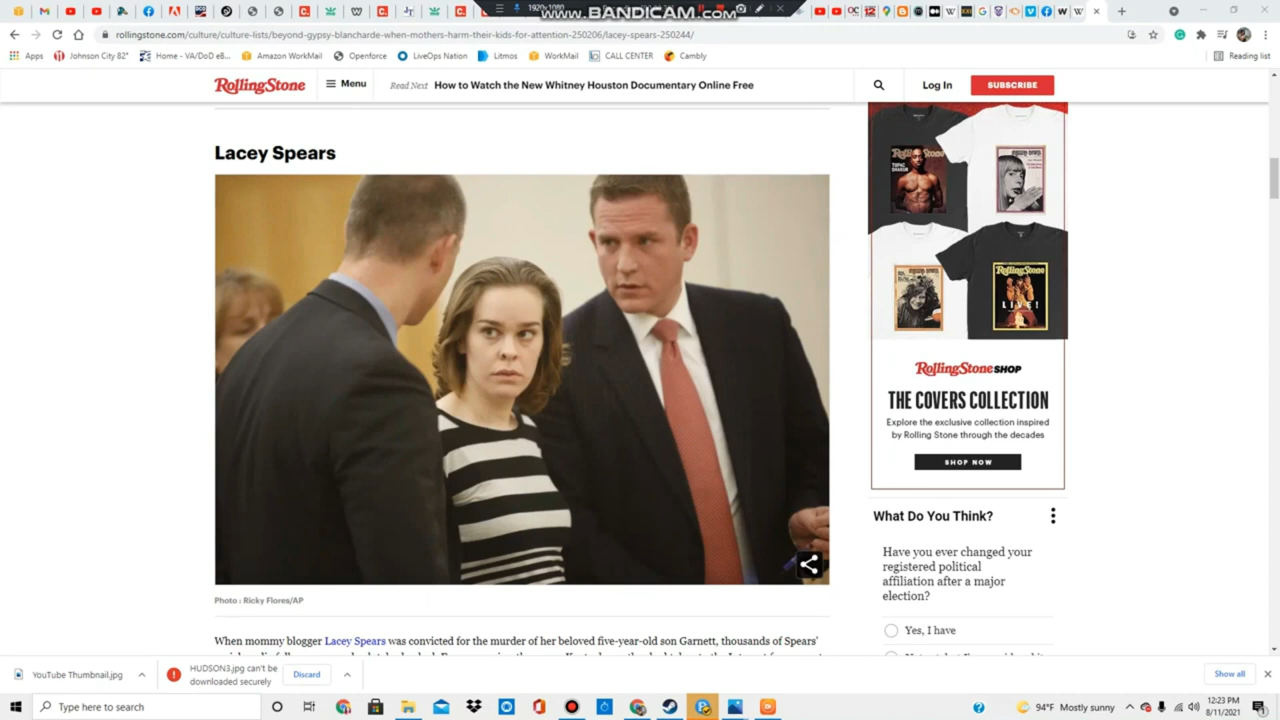 1920x1080
www.BANDICAM.com
rollingstone.com/culture/culture-lists/beyond-gypsy-blancharde-when-mothers-harm-their-kids-for-attention-250206/lacey-spears-250244/
Apps Johnson City 82° Home - VA/DoD eB... Amazon WorkMail Openforce LiveOps Nation Litmos WorkMail CALL CENTER Cambly Reading list
RollingStone Menu Read Next How to Watch the New Whitney Houston Documentary Online Free Log In SUBSCRIBE
Lacey Spears
TUPAC
SHAKUR
RollingStone
LIVE!
RollingStone SHOP
THE COVERS COLLECTION
Explore the exclusive collection inspired
by Rolling Stone through the decades
SHOP NOW
What Do You Think?
Have you ever changed your
registered political
affiliation after a major
election?
Yes, I have
Photo : Ricky Flores/AP
When mommy blogger Lacey Spears was convicted for the murder of her beloved five-year-old son Garnett, thousands of Spears'
YouTube Thumbnail.jpg
HUDSON3.jpg can't be
downloaded securely
Discard
Show all
Type here to search
94°F Mostly sunny
12:23 PM
8/11/2021